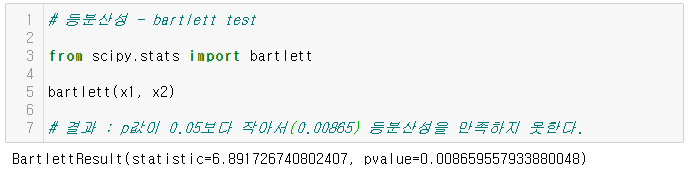 1 # 등분산성 - bartlett test
2
3 from scipy.stats import bartlett
4
5 bartlett(x1, x2)
6
7 # 결과 : p값이 0.05보다 작아서(0.00865) 등분산성을 만족하지 못한다.
BartlettResult(statistic=6.891726740802407, pvalue=0.008659557933880048)